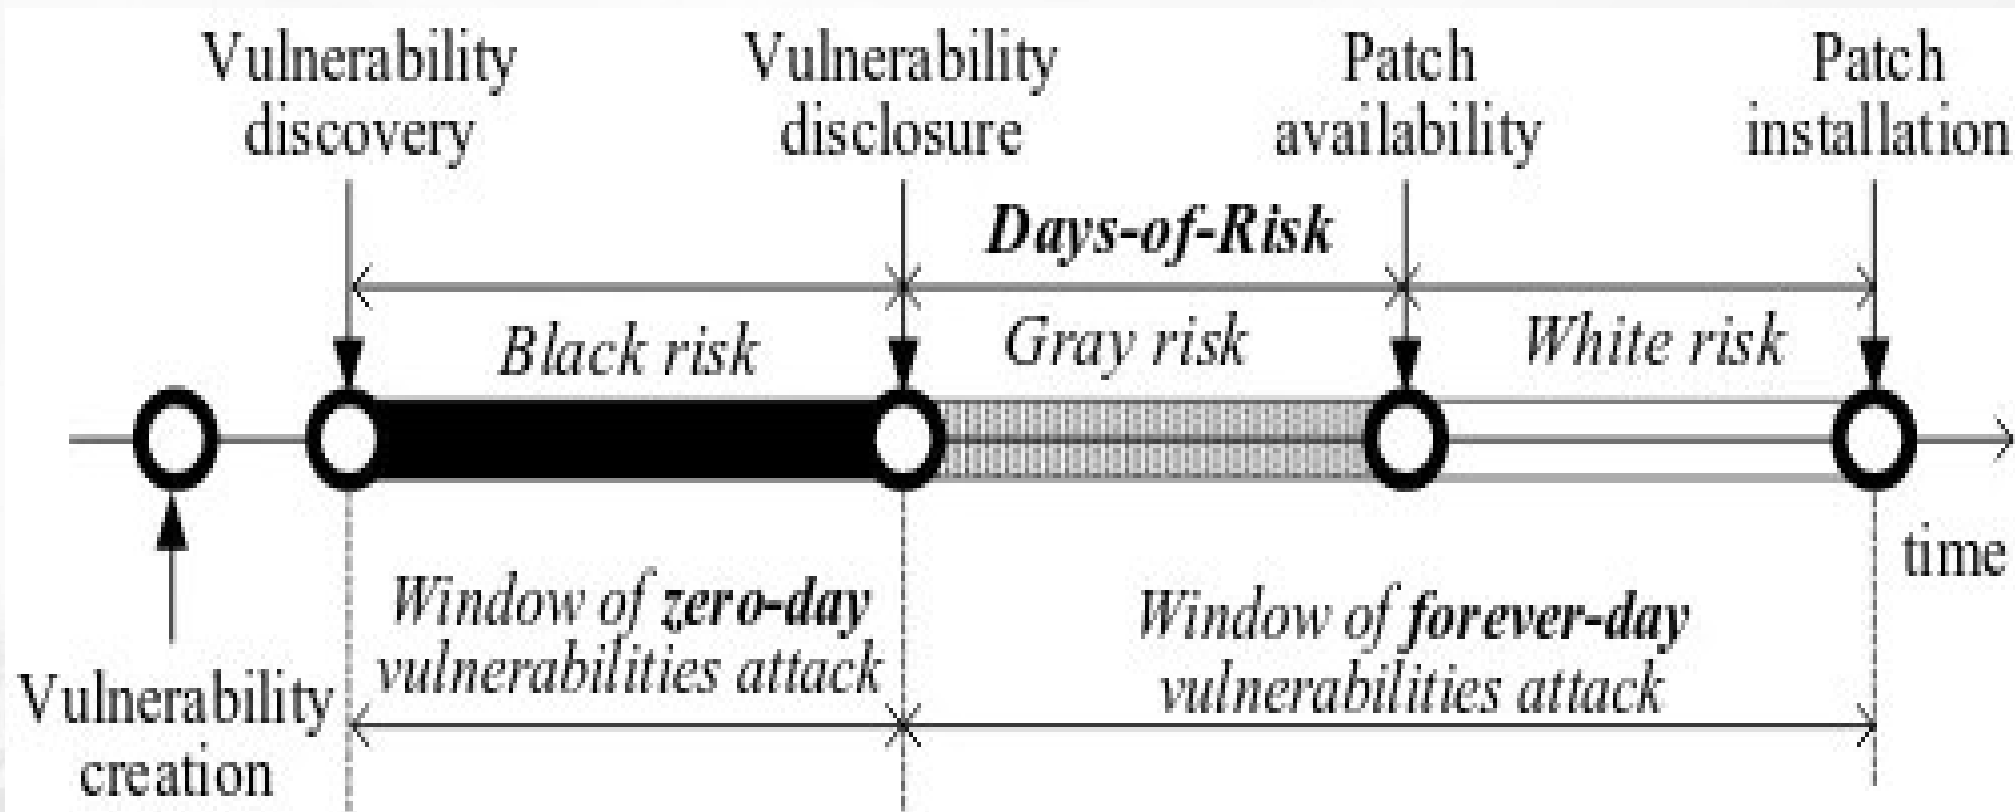 Vulnerability
discovery
Vulnerability
disclosure
Patch
availability
Patch
installation
Days-of-Risk
Black risk
Gray risk
White risk
time
Window of zero-day
vulnerabilities attack
Window of forever-day
vulnerabilities attack
Vulnerability
creation